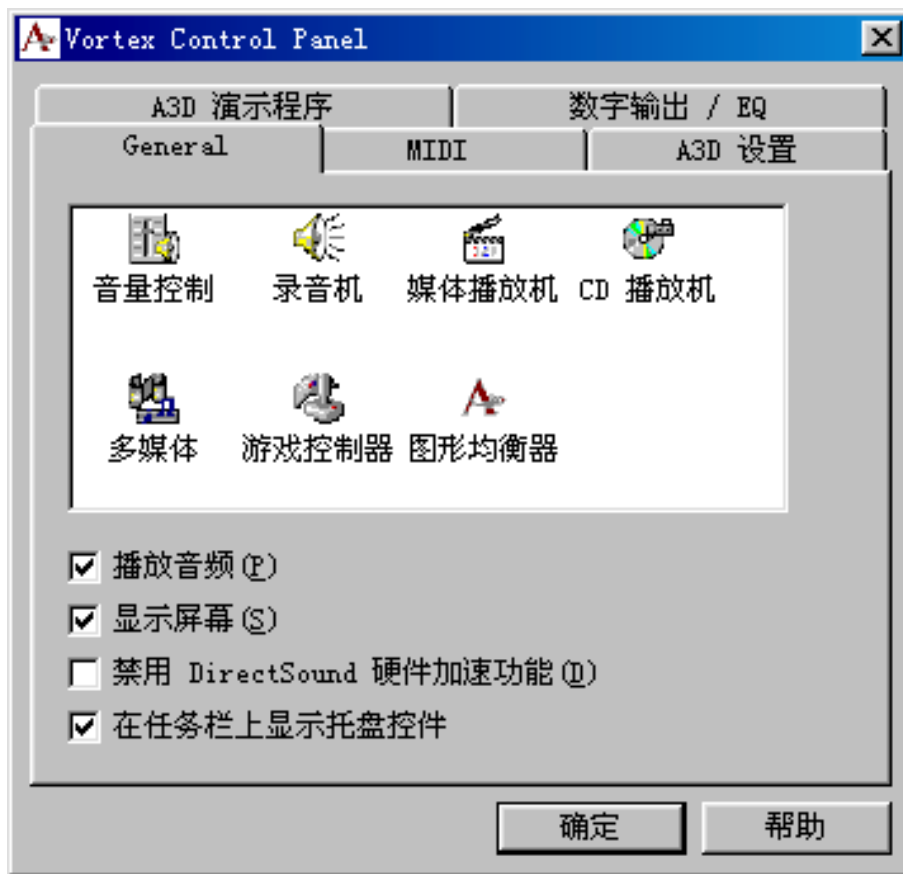 Vortex Control Panel
A3D 演示程序
数字输出 / EQ
General
MIDI
A3D 设置
音量控制
录音机
媒体播放机
CD 播放机
多媒体
游戏控制器
图形均衡器
播放音频(P)
显示屏幕(S)
禁用 DirectSound 硬件加速功能(D)
在任务栏上显示托盘控件
确定
帮助